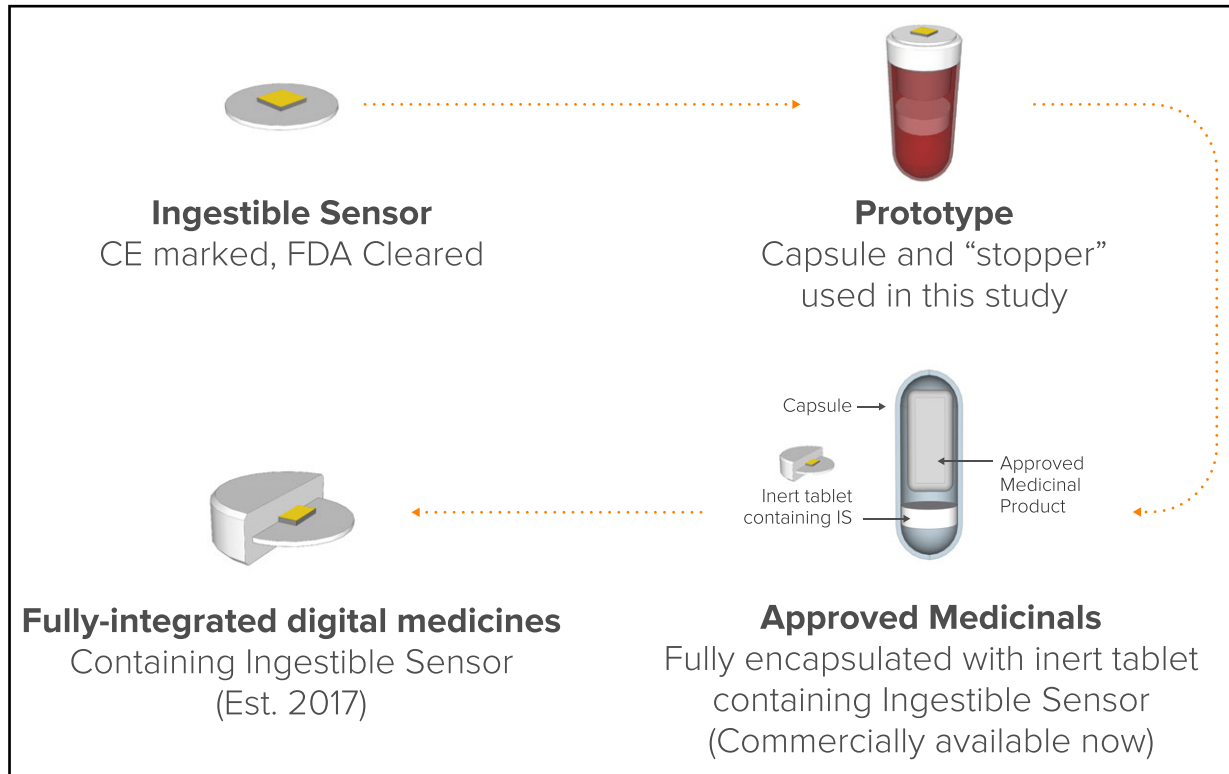 Ingestible Sensor
CE marked, FDA Cleared
Prototype
Capsule and “stopper”
used in this study
Capsule
Inert tablet
containing IS
Approved
Medicinal
Product
Approved Medicinals
Fully encapsulated with inert tablet
containing Ingestible Sensor
(Commercially available now)
Fully-integrated digital medicines
Containing Ingestible Sensor
(Est. 2017)